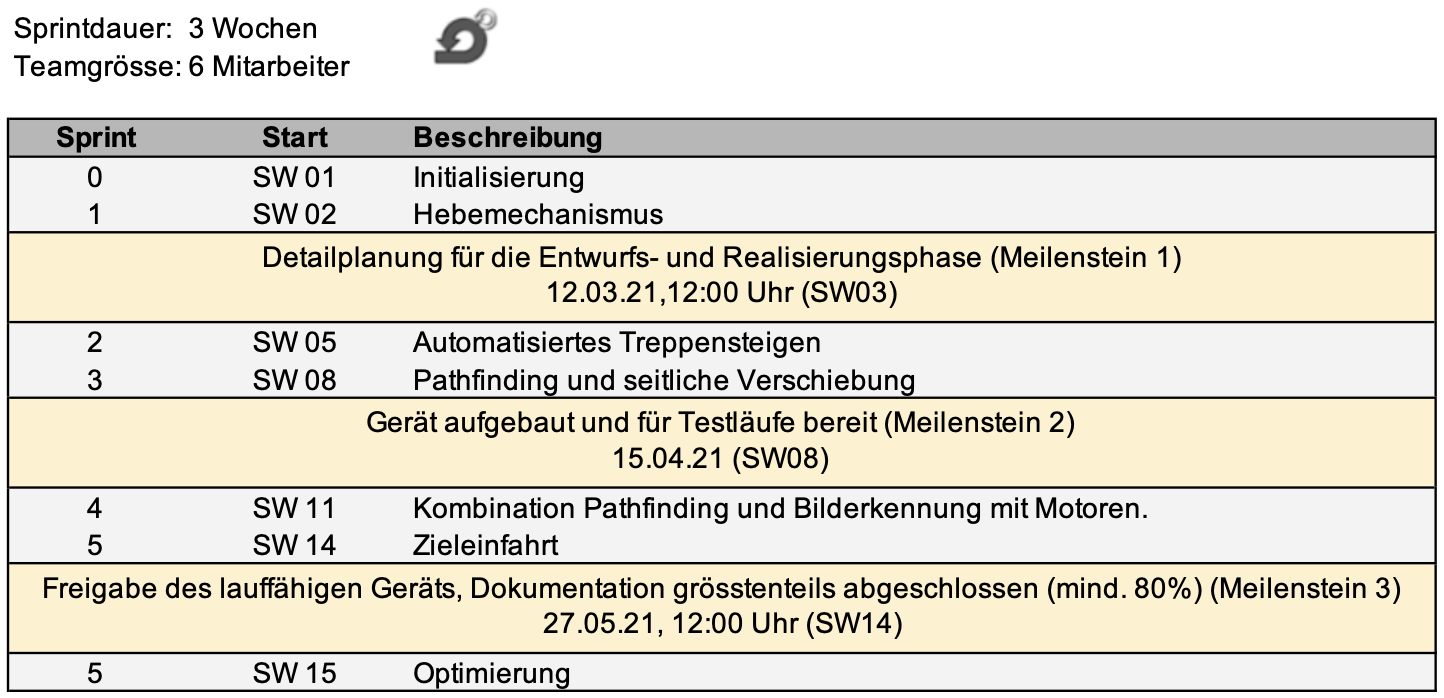 Sprintdauer: 3 Wochen
Teamgrösse: 6 Mitarbeiter
Sprint Start Beschreibung
0 SW 01 Initialisierung
1 SW 02 Hebemechanismus
Detailplanung für die Entwurfs- und Realisierungsphase (Meilenstein 1)
12.03.21,12:00 Uhr (SW03)
2 SW 05 Automatisiertes Treppensteigen
3 SW 08 Pathfinding und seitliche Verschiebung
Gerät aufgebaut und für Testläufe bereit (Meilenstein 2)
15.04.21 (SW08)
4 SW 11 Kombination Pathfinding und Bilderkennung mit Motoren.
5 SW 14 Zieleinfahrt
Freigabe des lauffähigen Geräts, Dokumentation grösstenteils abgeschlossen (mind. 80%) (Meilenstein 3)
27.05.21, 12:00 Uhr (SW14)
5 SW 15 Optimierung